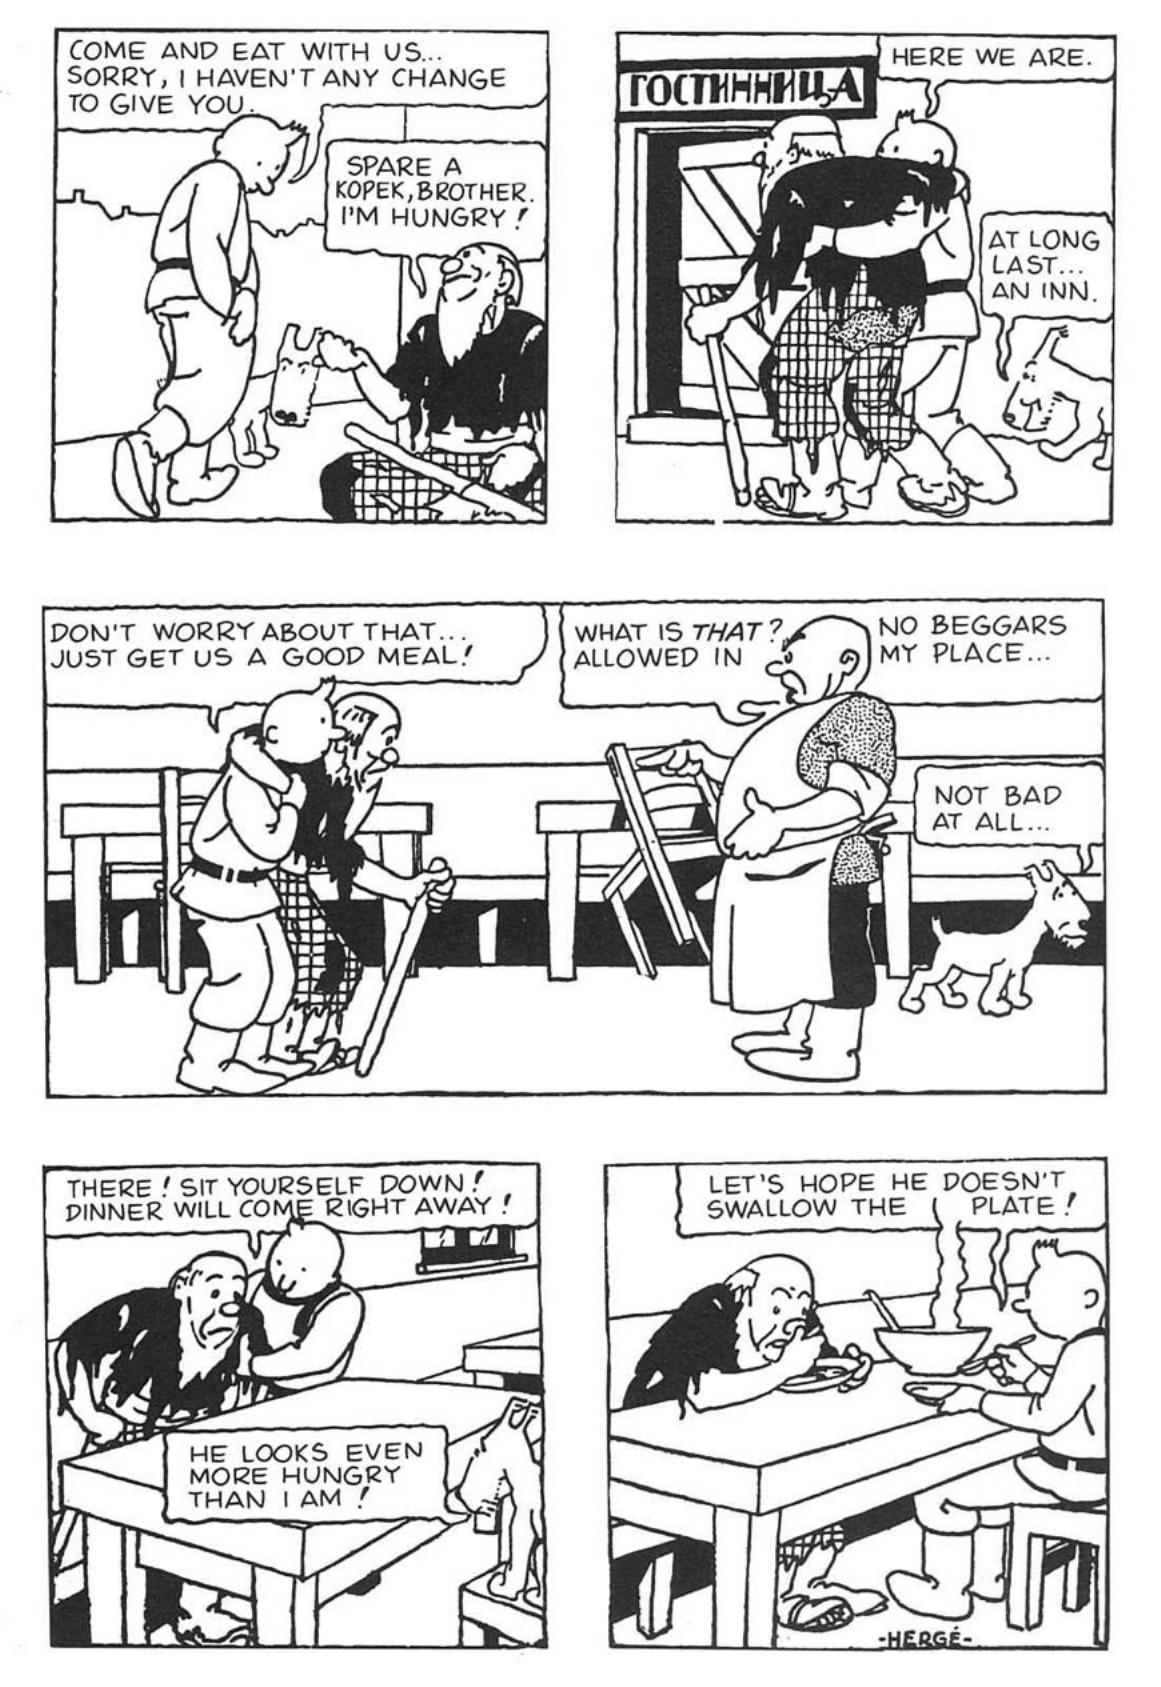 COME AND EAT WITH US...
SORRY, I HAVEN'T ANY CHANGE
TO GIVE YOU.
SPARE A
KOPEK, BROTHER.
I'M HUNGRY!
HERE WE ARE.
ГОСТИННИЦА
AT LONG
LAST...
AN INN.
DON'T WORRY ABOUT THAT...
JUST GET US A GOOD MEAL!
WHAT IS THAT? NO BEGGARS
ALLOWED IN MY PLACE...
NOT BAD
AT ALL...
THERE! SIT YOURSELF DOWN!
DINNER WILL COME RIGHT AWAY!
HE LOOKS EVEN
MORE HUNGRY
THAN I AM!
LET'S HOPE HE DOESN'T
SWALLOW THE PLATE!
-HERGÉ-